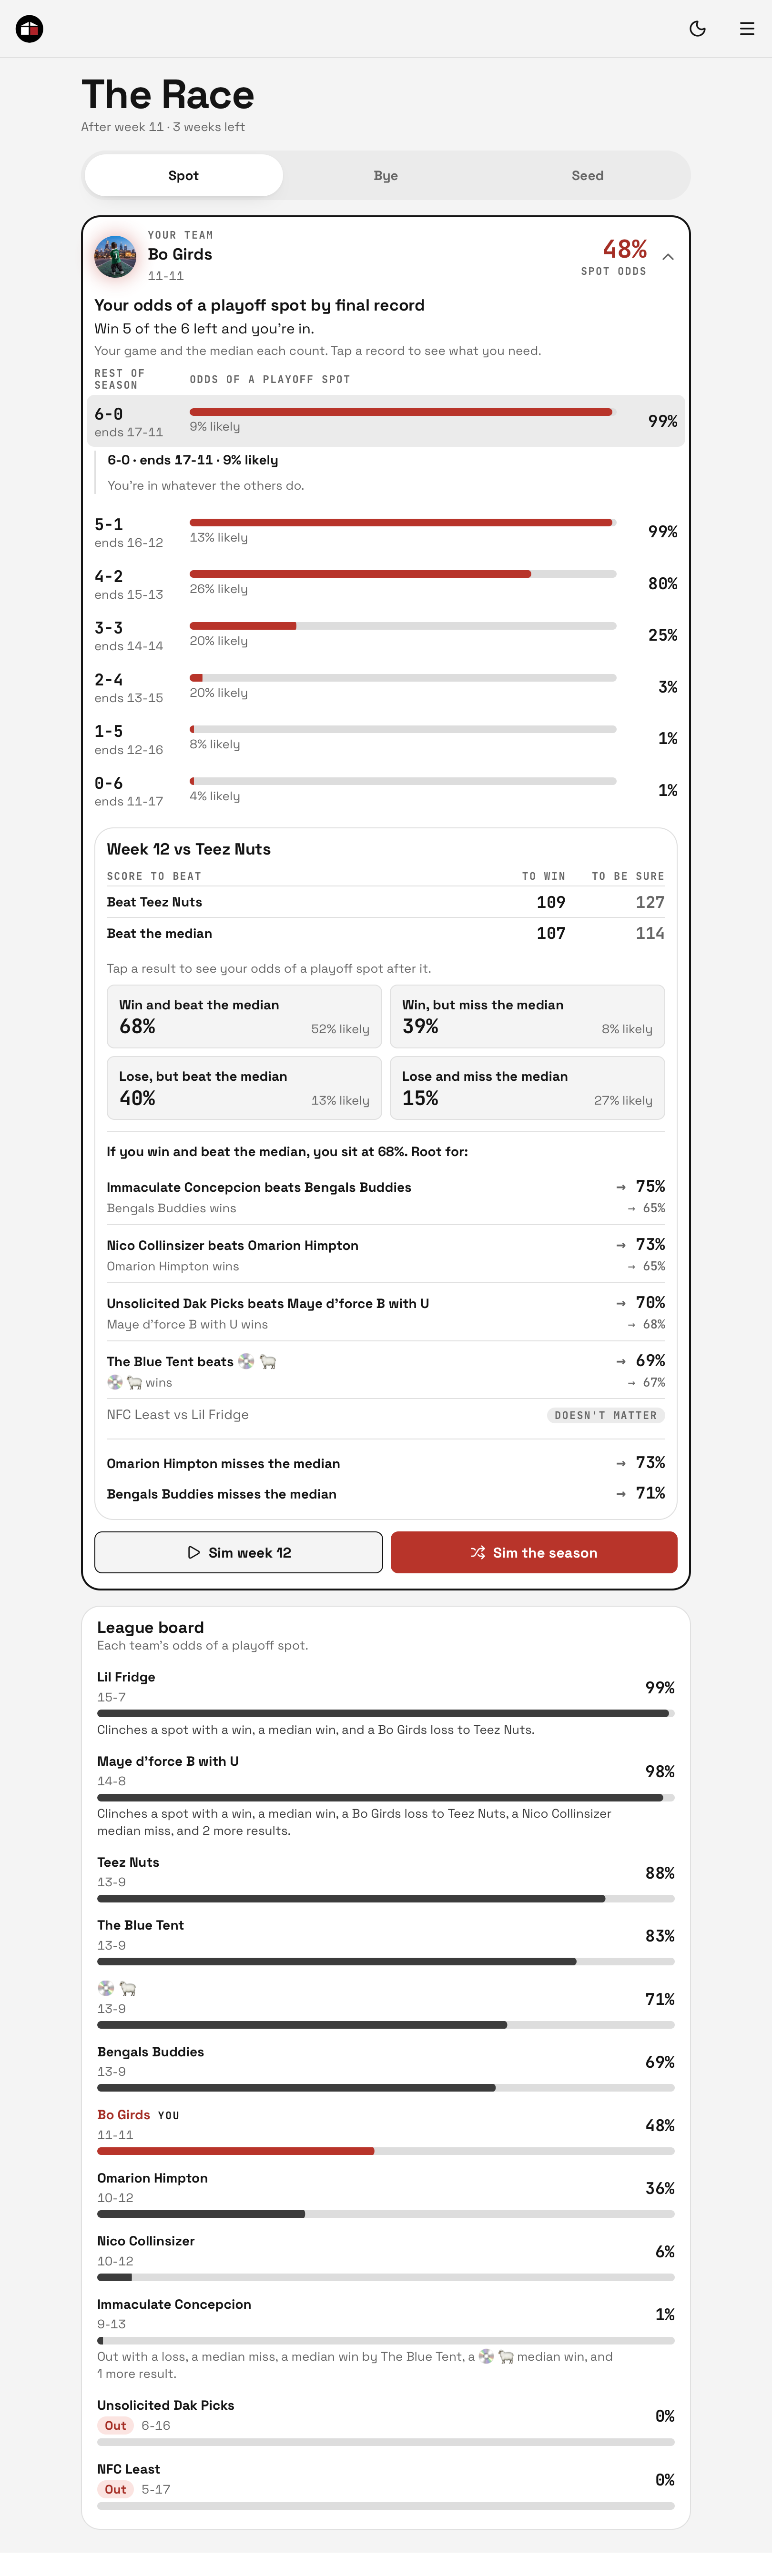 The Race
After week 11 · 3 weeks left
Spot
Bye
Seed
YOUR TEAM
Bo Girds
11-11
48%
SPOT ODDS
Your odds of a playoff spot by final record
Win 5 of the 6 left and you're in.
Your game and the median each count. Tap a record to see what you need.
REST OF
SEASON
ODDS OF A PLAYOFF SPOT
6-0
ends 17-11
9% likely
99%
6-0 · ends 17-11 · 9% likely
You're in whatever the others do.
5-1
ends 16-12
13% likely
99%
4-2
ends 15-13
26% likely
80%
3-3
ends 14-14
20% likely
25%
2-4
ends 13-15
20% likely
3%
1-5
ends 12-16
8% likely
1%
0-6
ends 11-17
4% likely
1%
Week 12 vs Teez Nuts
SCORE TO BEAT
TO WIN
TO BE SURE
Beat Teez Nuts
109
127
Beat the median
107
114
Tap a result to see your odds of a playoff spot after it.
Win and beat the median
68%
52% likely
Win, but miss the median
39%
8% likely
Lose, but beat the median
40%
13% likely
Lose and miss the median
15%
27% likely
If you win and beat the median, you sit at 68%. Root for:
Immaculate Concepcion beats Bengals Buddies
→ 75%
Bengals Buddies wins
→ 65%
Nico Collinsizer beats Omarion Himpton
→ 73%
Omarion Himpton wins
→ 65%
Unsolicited Dak Picks beats Maye d'force B with U
→ 70%
Maye d'force B with U wins
→ 68%
The Blue Tent beats 💿 🐑
→ 69%
💿 🐑 wins
→ 67%
NFC Least vs Lil Fridge
DOESN'T MATTER
Omarion Himpton misses the median
→ 73%
Bengals Buddies misses the median
→ 71%
Sim week 12
Sim the season
League board
Each team's odds of a playoff spot.
Lil Fridge
15-7
99%
Clinches a spot with a win, a median win, and a Bo Girds loss to Teez Nuts.
Maye d'force B with U
14-8
98%
Clinches a spot with a win, a median win, a Bo Girds loss to Teez Nuts, a Nico Collinsizer
median miss, and 2 more results.
Teez Nuts
13-9
88%
The Blue Tent
13-9
83%
💿 🐑
13-9
71%
Bengals Buddies
13-9
69%
Bo Girds YOU
11-11
48%
Omarion Himpton
10-12
36%
Nico Collinsizer
10-12
6%
Immaculate Concepcion
9-13
1%
Out with a loss, a median miss, a median win by The Blue Tent, a 💿 🐑 median win, and
1 more result.
Unsolicited Dak Picks
Out 6-16
0%
NFC Least
Out 5-17
0%